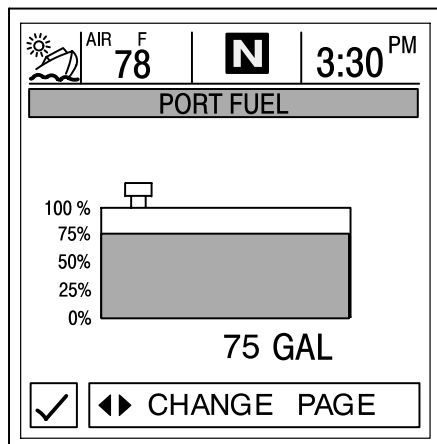 AIR F
78
N
3:30 PM
PORT FUEL
100 %
75%
50%
25%
0%
75 GAL
CHANGE PAGE